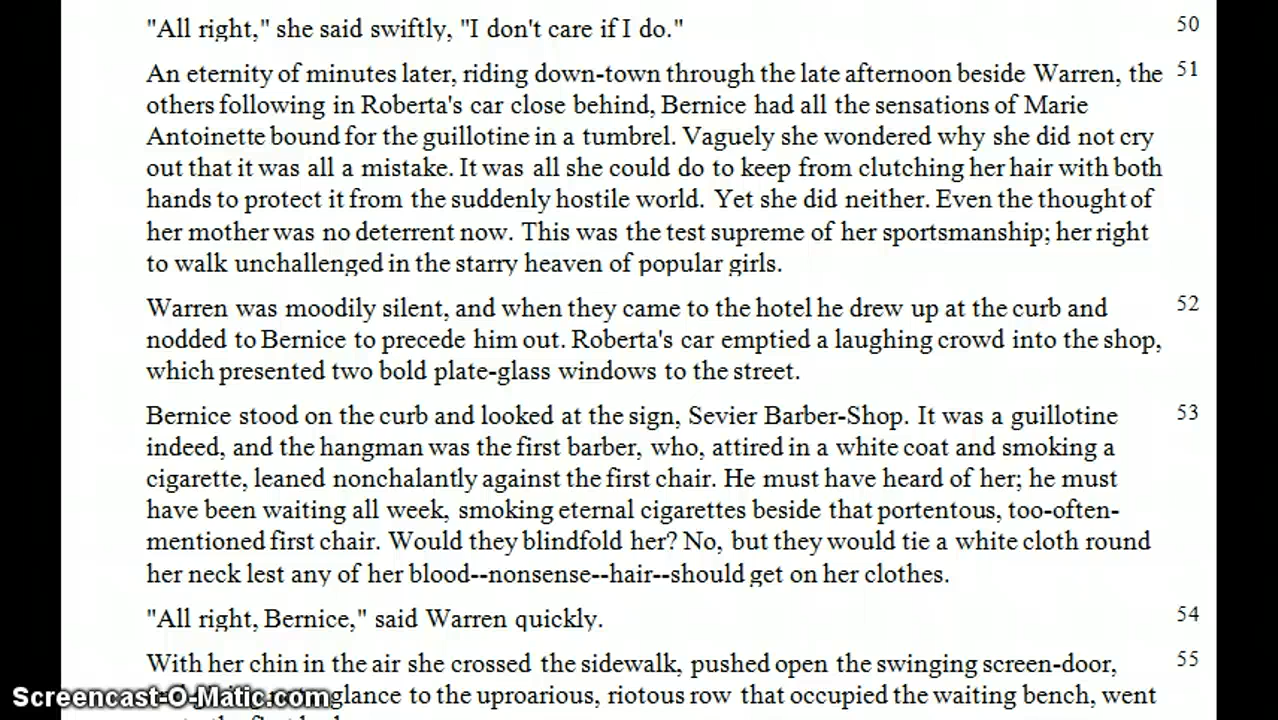 "All right," she said swiftly, "I don't care if I do." 50
An eternity of minutes later, riding down-town through the late afternoon beside Warren, the 51
others following in Roberta's car close behind, Bernice had all the sensations of Marie
Antoinette bound for the guillotine in a tumbrel. Vaguely she wondered why she did not cry
out that it was all a mistake. It was all she could do to keep from clutching her hair with both
hands to protect it from the suddenly hostile world. Yet she did neither. Even the thought of
her mother was no deterrent now. This was the test supreme of her sportsmanship; her right
to walk unchallenged in the starry heaven of popular girls.
Warren was moodily silent, and when they came to the hotel he drew up at the curb and 52
nodded to Bernice to precede him out. Roberta's car emptied a laughing crowd into the shop,
which presented two bold plate-glass windows to the street.
Bernice stood on the curb and looked at the sign, Sevier Barber-Shop. It was a guillotine 53
indeed, and the hangman was the first barber, who, attired in a white coat and smoking a
cigarette, leaned nonchalantly against the first chair. He must have heard of her; he must
have been waiting all week, smoking eternal cigarettes beside that portentous, too-often-
mentioned first chair. Would they blindfold her? No, but they would tie a white cloth round
her neck lest any of her blood--nonsense--hair--should get on her clothes.
"All right, Bernice," said Warren quickly. 54
With her chin in the air she crossed the sidewalk, pushed open the swinging screen-door, 55
glance to the uproarious, riotous row that occupied the waiting bench, went
Screencast-O-Matic.com